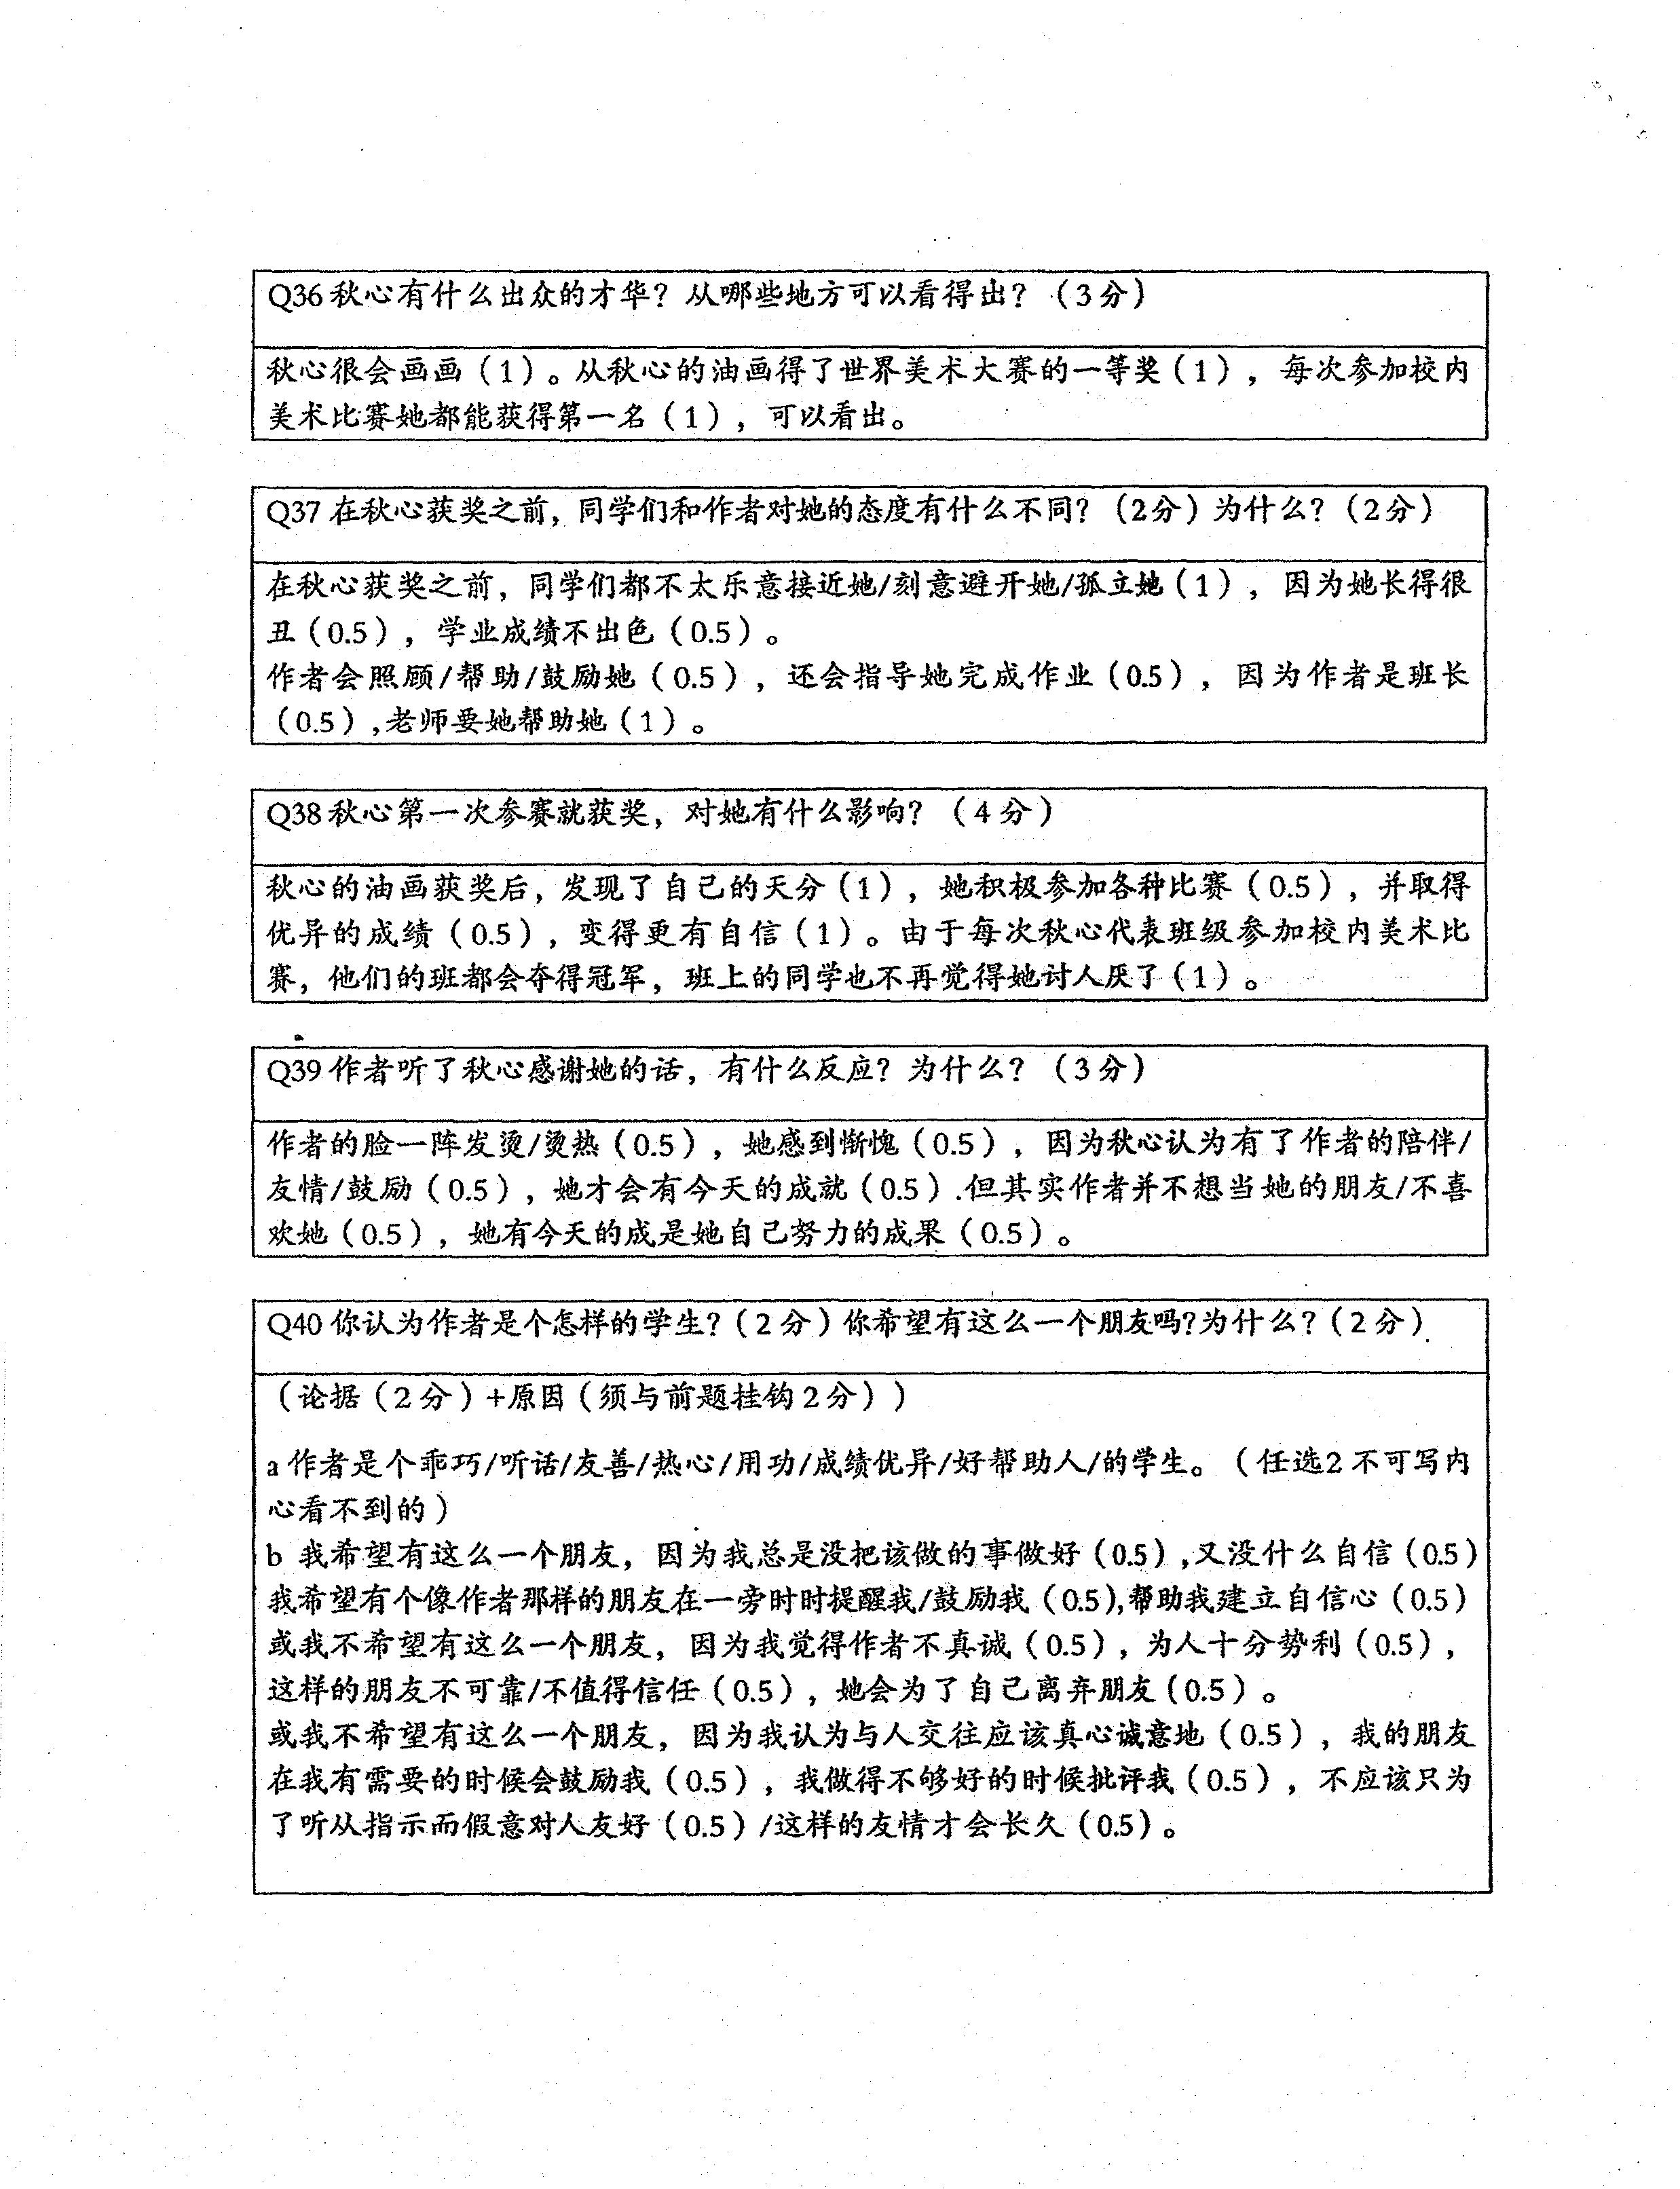 Q36 秋心有什么出众的才华？从哪些地方可以看得出？（3分）
秋心很会画画（1）。从秋心的油画得了世界美术大赛的一等奖（1），每次参加校内
美术比赛她都能获得第一名（1），可以看出。
Q37 在秋心获奖之前，同学们和作者对她的态度有什么不同？（2分）为什么？（2分）
在秋心获奖之前，同学们都不太乐意接近她/刻意避开她/孤立她（1），因为她长得很
丑（0.5），学业成绩不出色（0.5）。
作者会照顾/帮助/鼓励她（0.5），还会指导她完成作业（0.5），因为作者是班长
（0.5）,老师要她帮助她（1）。
Q38 秋心第一次参赛就获奖，对她有什么影响？（4分）
秋心的油画获奖后，发现了自己的天分（1），她积极参加各种比赛（0.5），并取得
优异的成绩（0.5），变得更有自信（1）。由于每次秋心代表班级参加校内美术比
赛，他们的班都会夺得冠军，班上的同学也不再觉得她讨人厌了（1）。
Q39 作者听了秋心感谢她的话，有什么反应？为什么？（3分）
作者的脸一阵发烫/烫热（0.5），她感到惭愧（0.5），因为秋心认为有了作者的陪伴/
友情/鼓励（0.5），她才会有今天的成就（0.5）.但其实作者并不想当她的朋友/不喜
欢她（0.5），她有今天的成是她自己努力的成果（0.5）。
Q40 你认为作者是个怎样的学生?（2分）你希望有这么一个朋友吗?为什么?（2分）
（论据（2分）+原因（须与前题挂钩2分））
a 作者是个乖巧/听话/友善/热心/用功/成绩优异/好帮助人/的学生。（任选2 不可写内
心看不到的）
b 我希望有这么一个朋友，因为我总是没把该做的事做好（0.5）,又没什么自信（0.5）
我希望有个像作者那样的朋友在一旁时时提醒我/鼓励我（0.5）,帮助我建立自信心（0.5）
或我不希望有这么一个朋友，因为我觉得作者不真诚（0.5），为人十分势利（0.5），
这样的朋友不可靠/不值得信任（0.5），她会为了自己离弃朋友（0.5）。
或我不希望有这么一个朋友，因为我认为与人交往应该真心诚意地（0.5），我的朋友
在我有需要的时候会鼓励我（0.5），我做得不够好的时候批评我（0.5），不应该只为
了听从指示而假意对人友好（0.5）/这样的友情才会长久（0.5）。